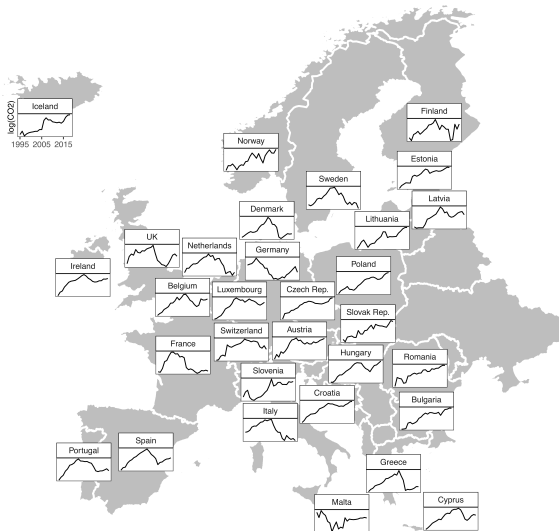 Iceland
log(CO2)
1995 2005 2015
Finland
Norway
Estonia
Sweden
Latvia
Denmark
Lithuania
UK
Netherlands
Germany
Ireland
Poland
Belgium
Luxembourg
Czech Rep.
Slovak Rep.
Switzerland
Austria
France
Hungary
Romania
Slovenia
Croatia
Bulgaria
Italy
Spain
Portugal
Greece
Malta
Cyprus